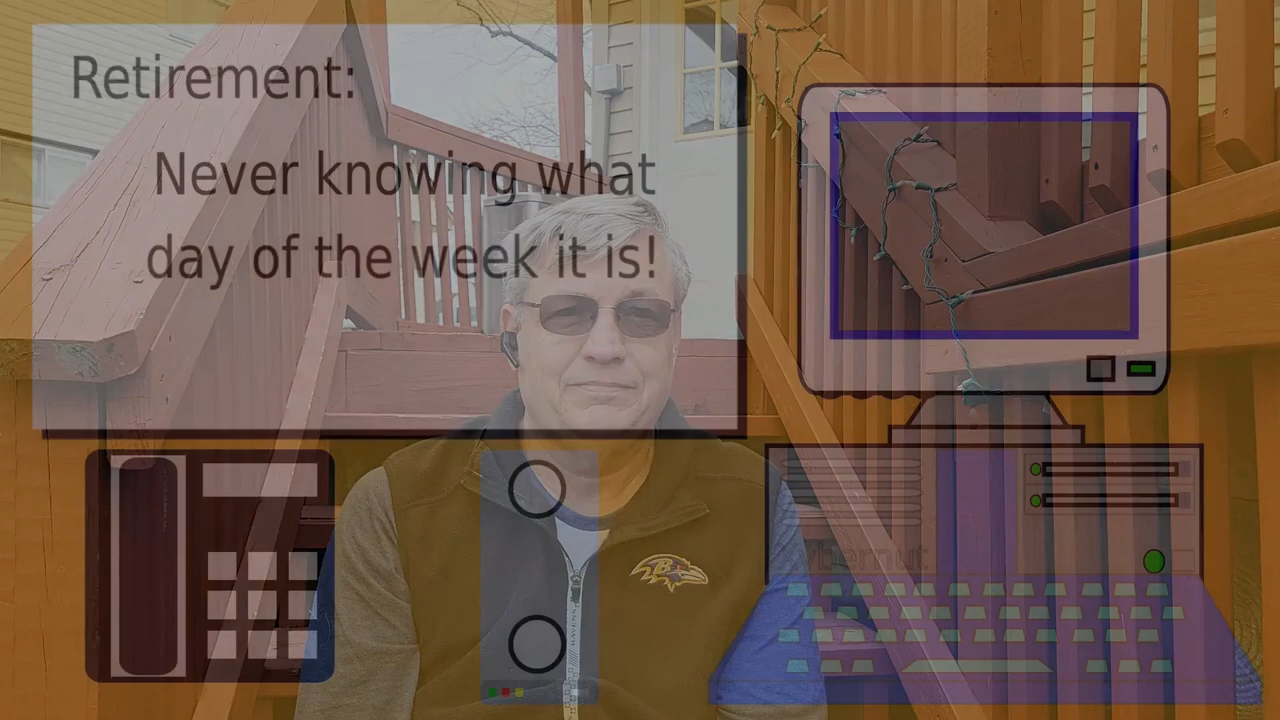 Retirement:
Never knowing what
day of the week it is!